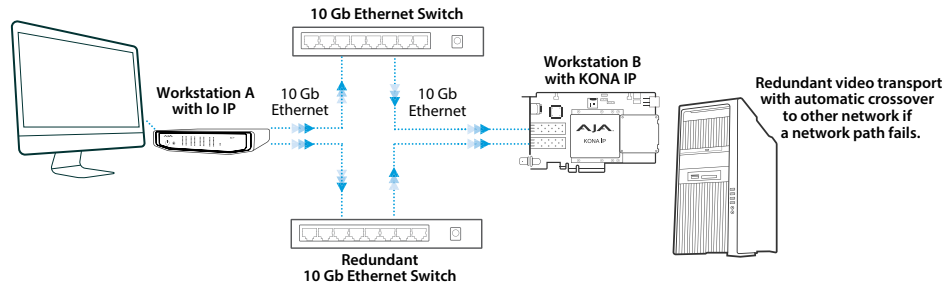 10 Gb Ethernet Switch
Workstation A
with Io IP
10 Gb
Ethernet
10 Gb
Ethernet
Workstation B
with KONA IP
AJA
KONA IP
Redundant video transport
with automatic crossover
to other network if
a network path fails.
Redundant
10 Gb Ethernet Switch